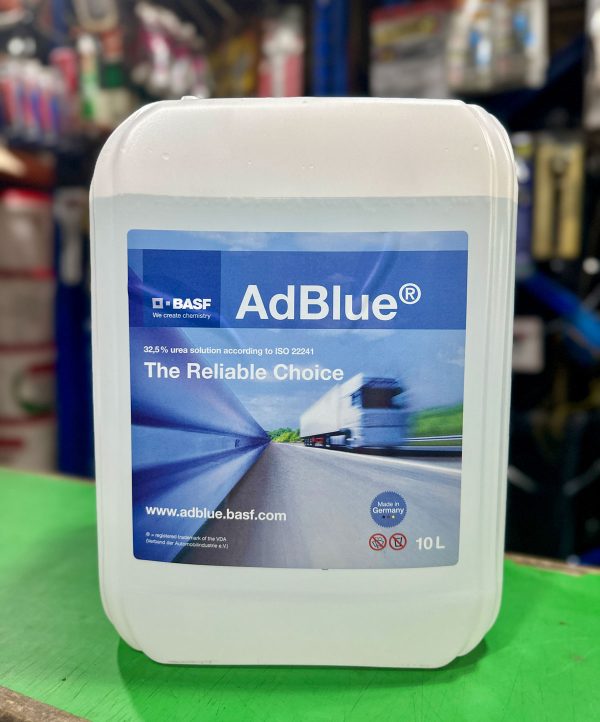 BASF
We create chemistry
AdBlue®
32,5 % urea solution according to ISO 22241
The Reliable Choice
www.adblue.basf.com
Made in
Germany
® = registered trademark of the VDA
(Verband der Automobilindustrie e.V.)
10 L